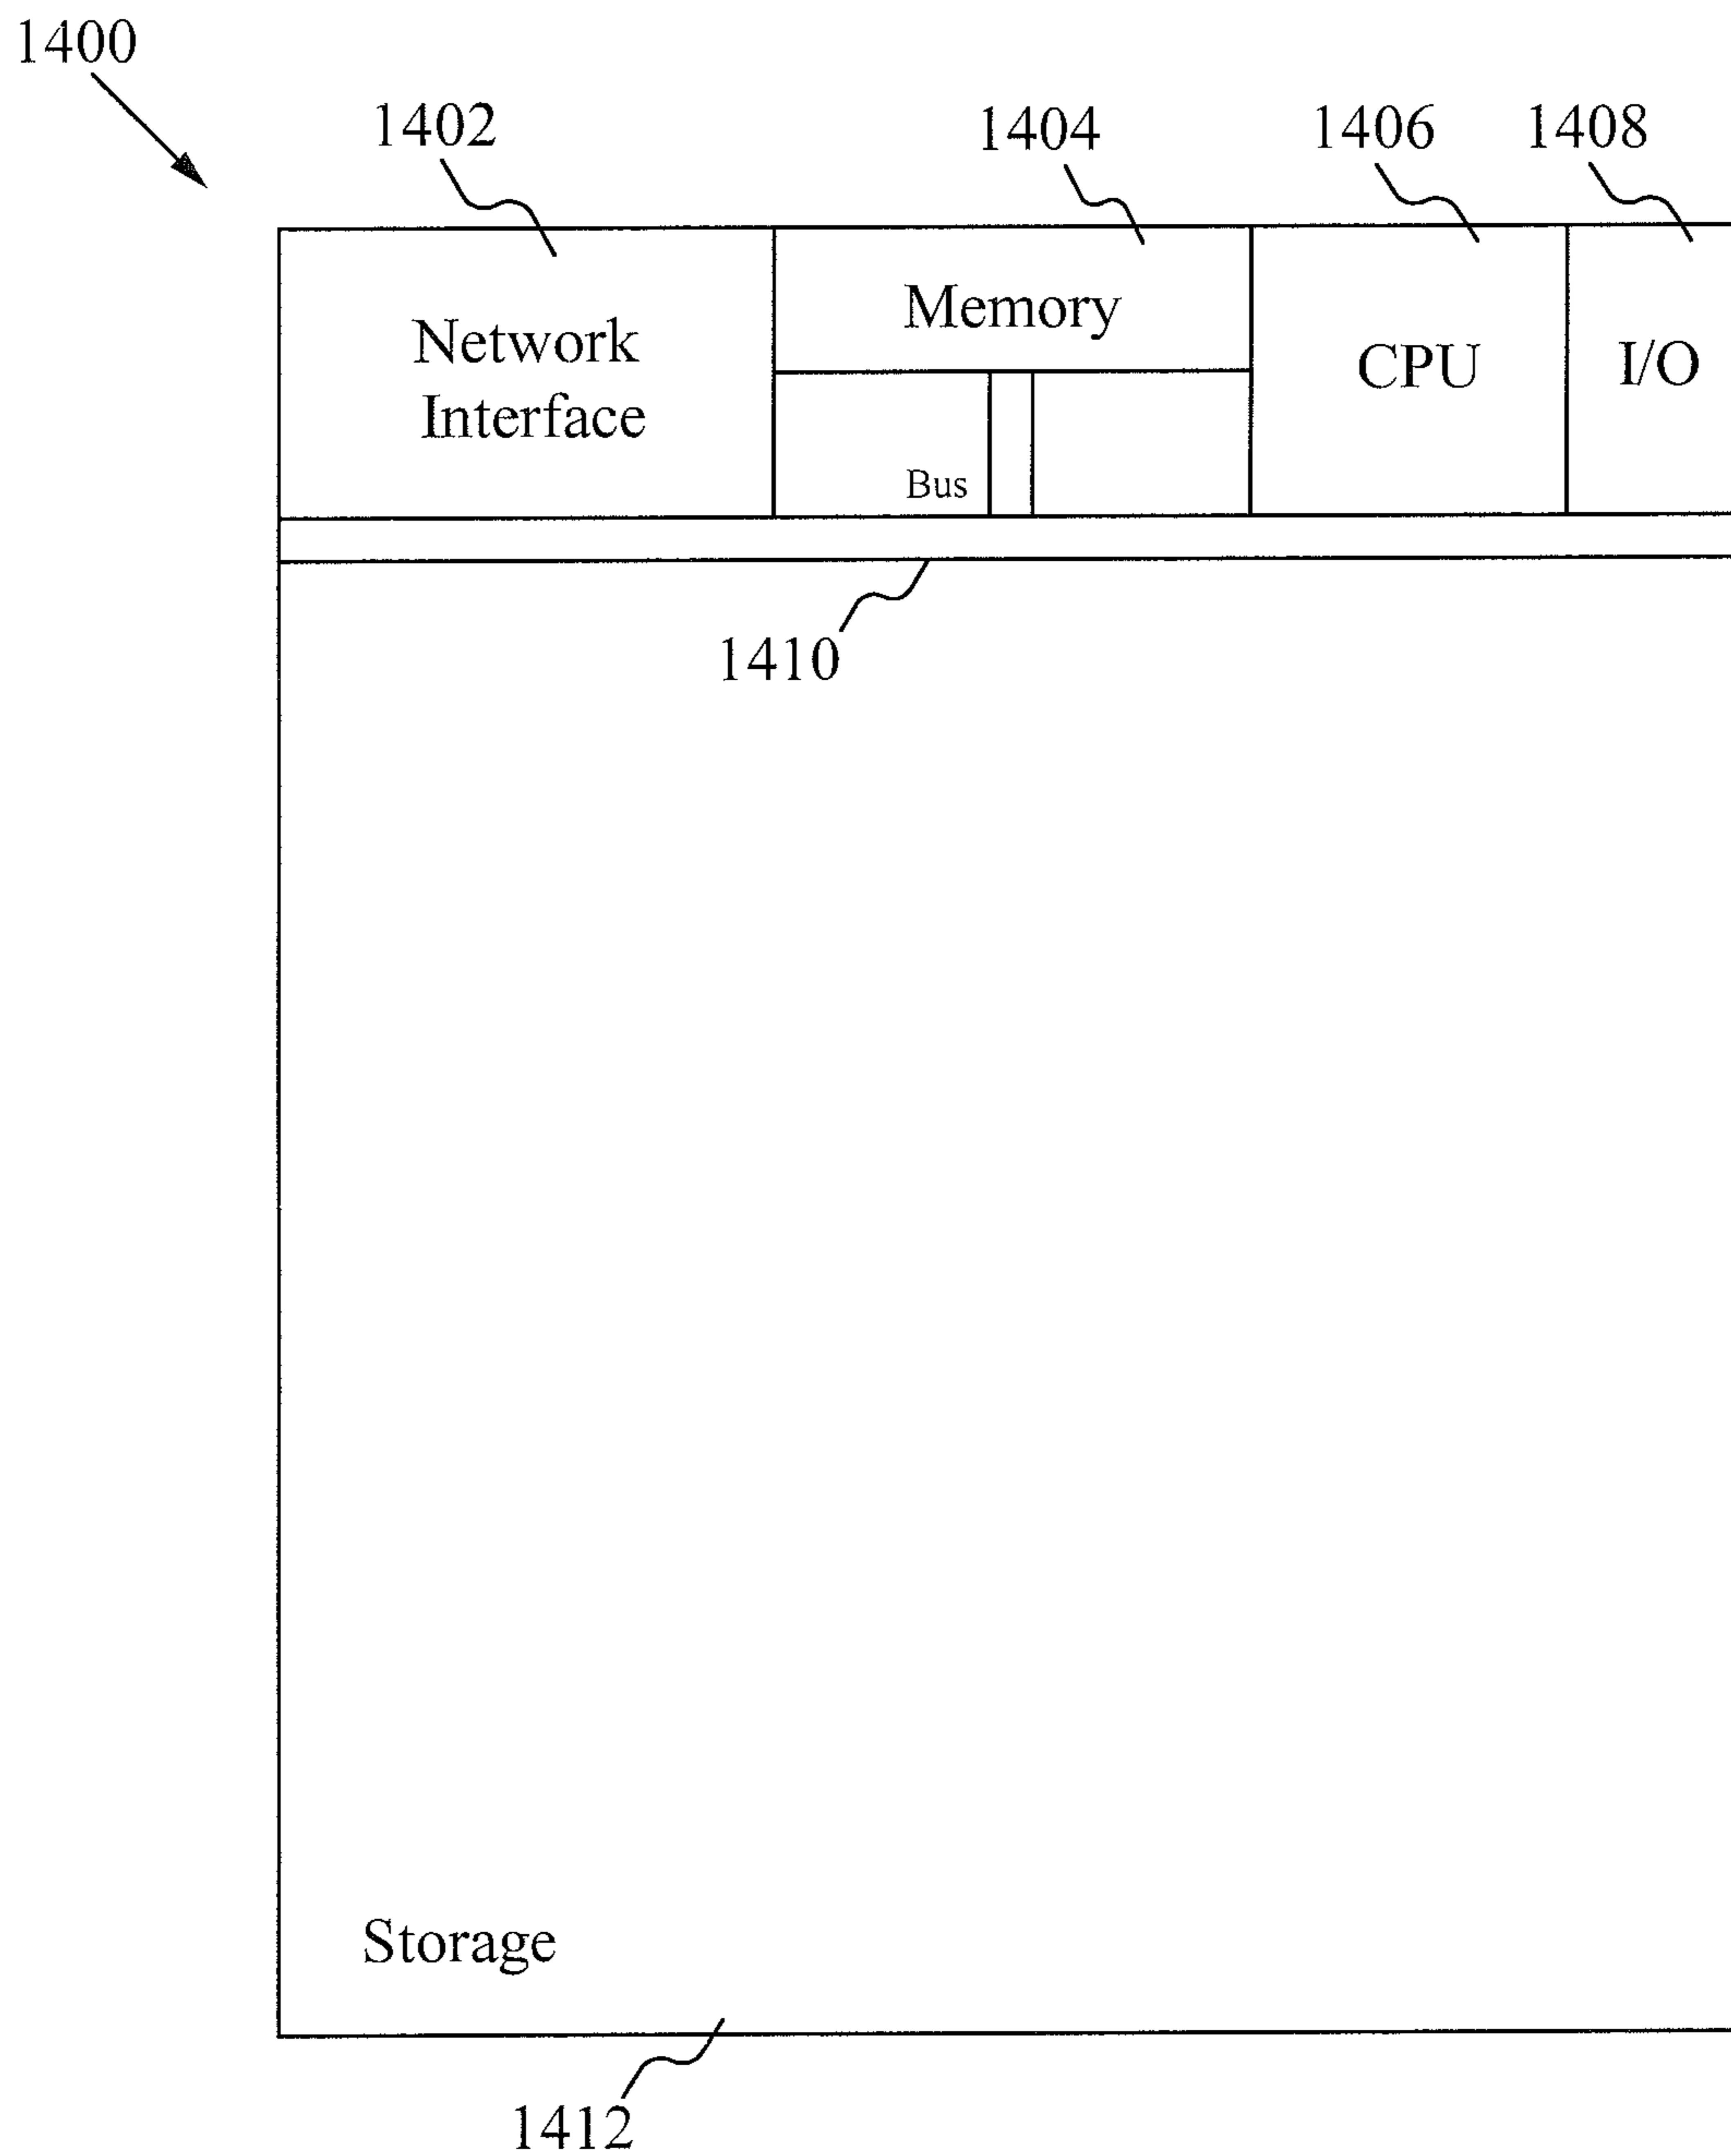 1400
1402
1404
1406
1408
Network
Interface
Memory
CPU
I/O
Bus
1410
Storage
1412